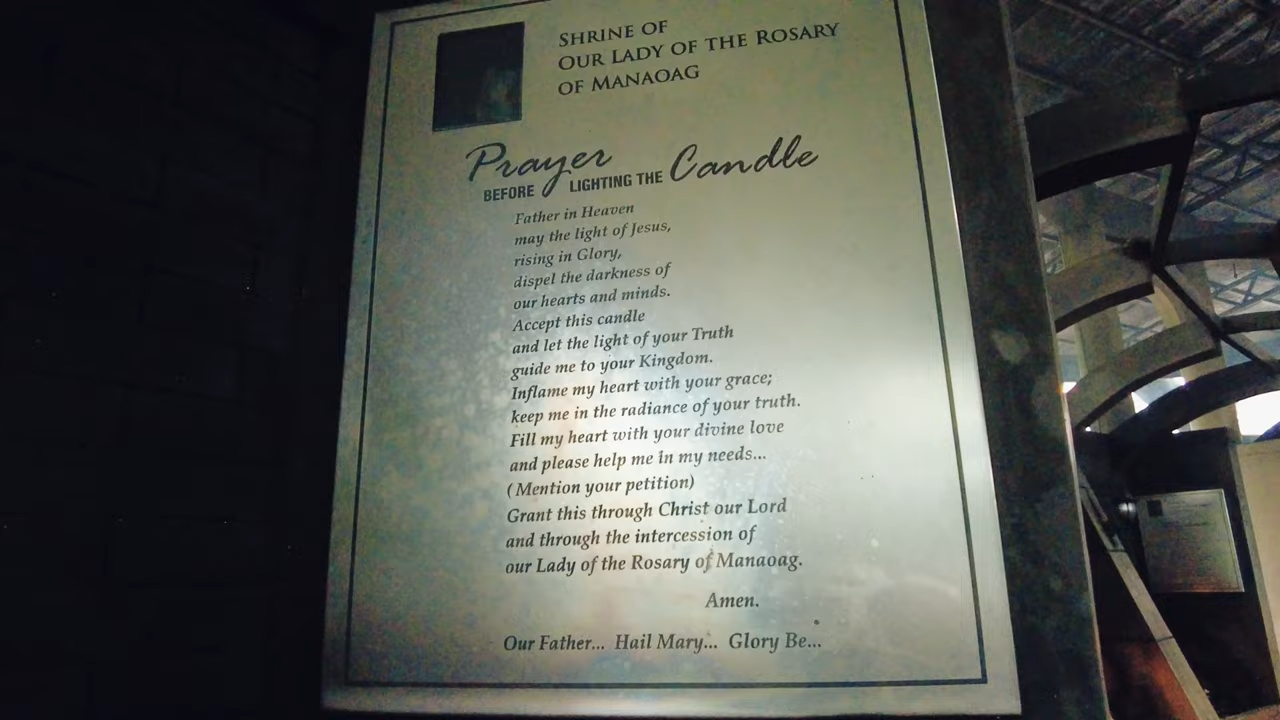 SHRINE OF
OUR LADY OF THE ROSARY
OF MANAOAG
Prayer
BEFORE LIGHTING THE Candle
Father in Heaven
may the light of Jesus,
rising in Glory,
dispel the darkness of
our hearts and minds.
Accept this candle
and let the light of your Truth
guide me to your Kingdom.
Inflame my heart with your grace;
keep me in the radiance of your truth.
Fill my heart with your divine love
and please help me in my needs...
( Mention your petition)
Grant this through Christ our Lord
and through the intercession of
our Lady of the Rosary of Manaoag.
Amen.
Our Father... Hail Mary... Glory Be...